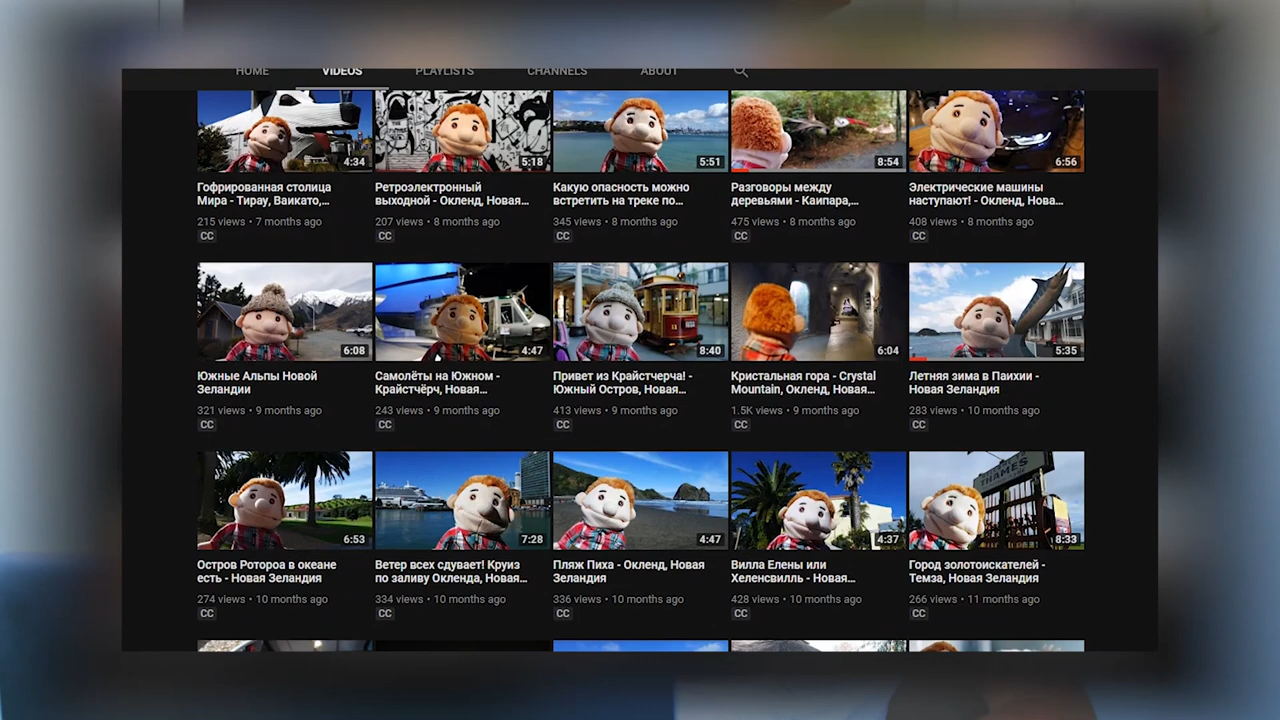 HOME VIDEOS PLAYLISTS CHANNELS ABOUT
4:34
5:18
5:51
8:54
6:56
Гофрированная столица
Мира - Тирау, Ваикато,...
215 views • 7 months ago
CC
Ретроэлектронный
выходной - Окленд, Новая...
207 views • 8 months ago
CC
Какую опасность можно
встретить на треке по...
345 views • 8 months ago
CC
Разговоры между
деревьями - Каипара,...
475 views • 8 months ago
CC
Электрические машины
наступают! - Окленд, Нова...
408 views • 8 months ago
CC
6:08
4:47
8:40
6:04
5:35
Южные Альпы Новой
Зеландии
321 views • 9 months ago
CC
Самолёты на Южном -
Крайстчёрч, Новая...
243 views • 9 months ago
CC
Привет из Крайстчерча! -
Южный Остров, Новая...
413 views • 9 months ago
CC
Кристальная гора - Crystal
Mountain, Окленд, Новая...
1.5K views • 9 months ago
CC
Летняя зима в Паихии -
Новая Зеландия
283 views • 10 months ago
CC
6:53
7:28
4:47
4:37
THAMES
8:33
Остров Ротороа в океане
есть - Новая Зеландия
274 views • 10 months ago
CC
Ветер всех сдувает! Круиз
по заливу Окленда, Новая...
334 views • 10 months ago
CC
Пляж Пиха - Окленд, Новая
Зеландия
336 views • 10 months ago
CC
Вилла Елены или
Хеленсвилль - Новая...
428 views • 10 months ago
CC
Город золотоискателей -
Темза, Новая Зеландия
266 views • 11 months ago
CC